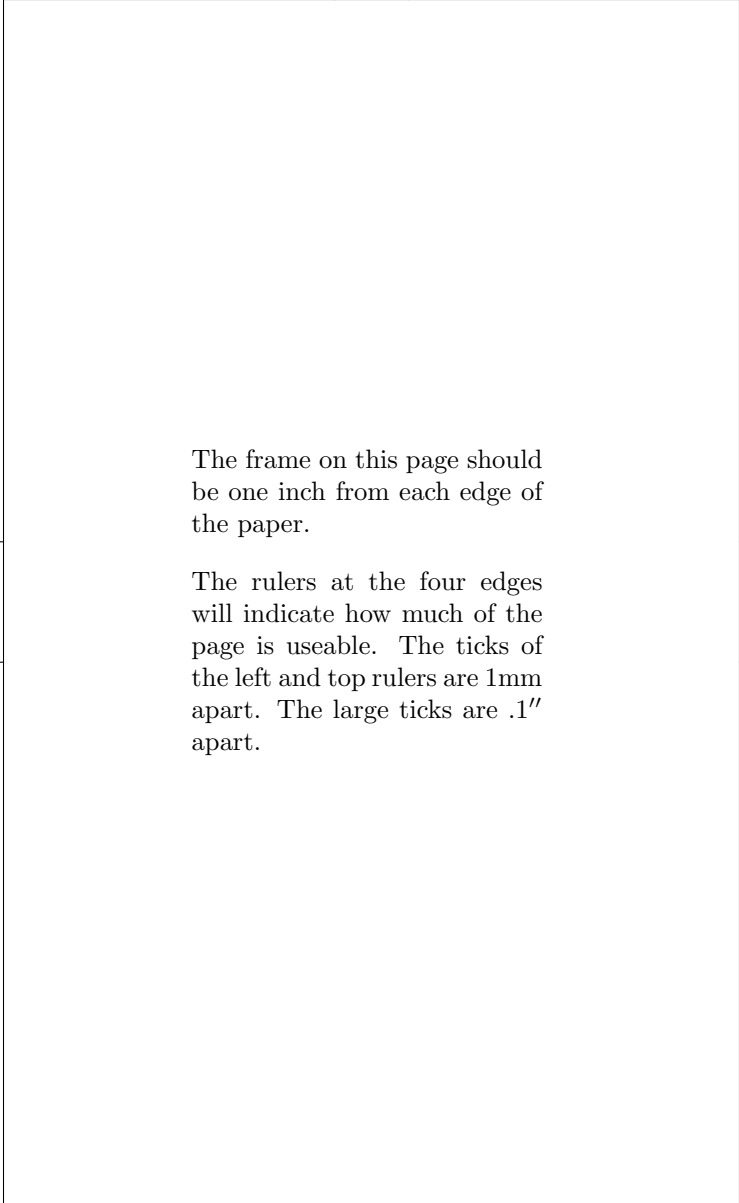 The frame on this page should
be one inch from each edge of
the paper.
The rulers at the four edges
will indicate how much of the
page is useable. The ticks of
the left and top rulers are 1mm
apart. The large ticks are .1″
apart.